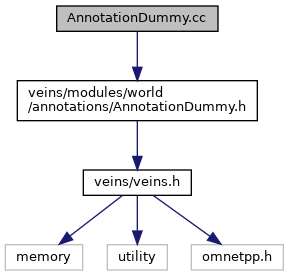 AnnotationDummy.cc
veins/modules/world
/annotations/AnnotationDummy.h
veins/veins.h
memory
utility
omnetpp.h